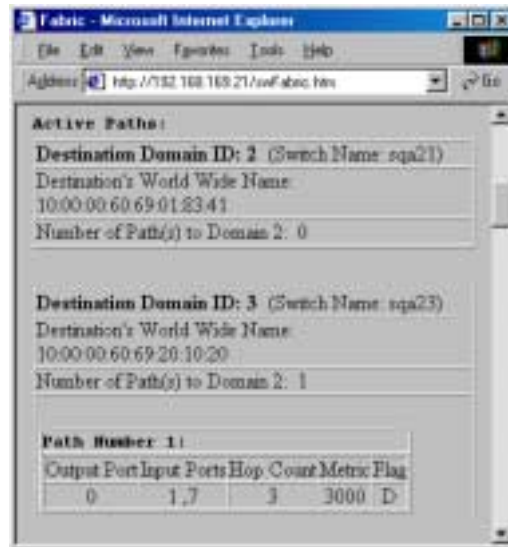 Fabric - Microsoft Internet Explorer
File Edit View Favorites Tools Help
Address http://192.168.169.21/swFabric.htm Go
Active Paths:
Destination Domain ID: 2 (Switch Name: sqa21)
Destination's World Wide Name:
10:00:00:60:69:01:83:41
Number of Path(s) to Domain 2: 0
Destination Domain ID: 3 (Switch Name: sqa23)
Destination's World Wide Name:
10:00:00:60:69:20:10:20
Number of Path(s) to Domain 2: 1
Path Number 1:
Output Port Input Ports Hop Count Metric Flag
0 1,7 3 3000 D